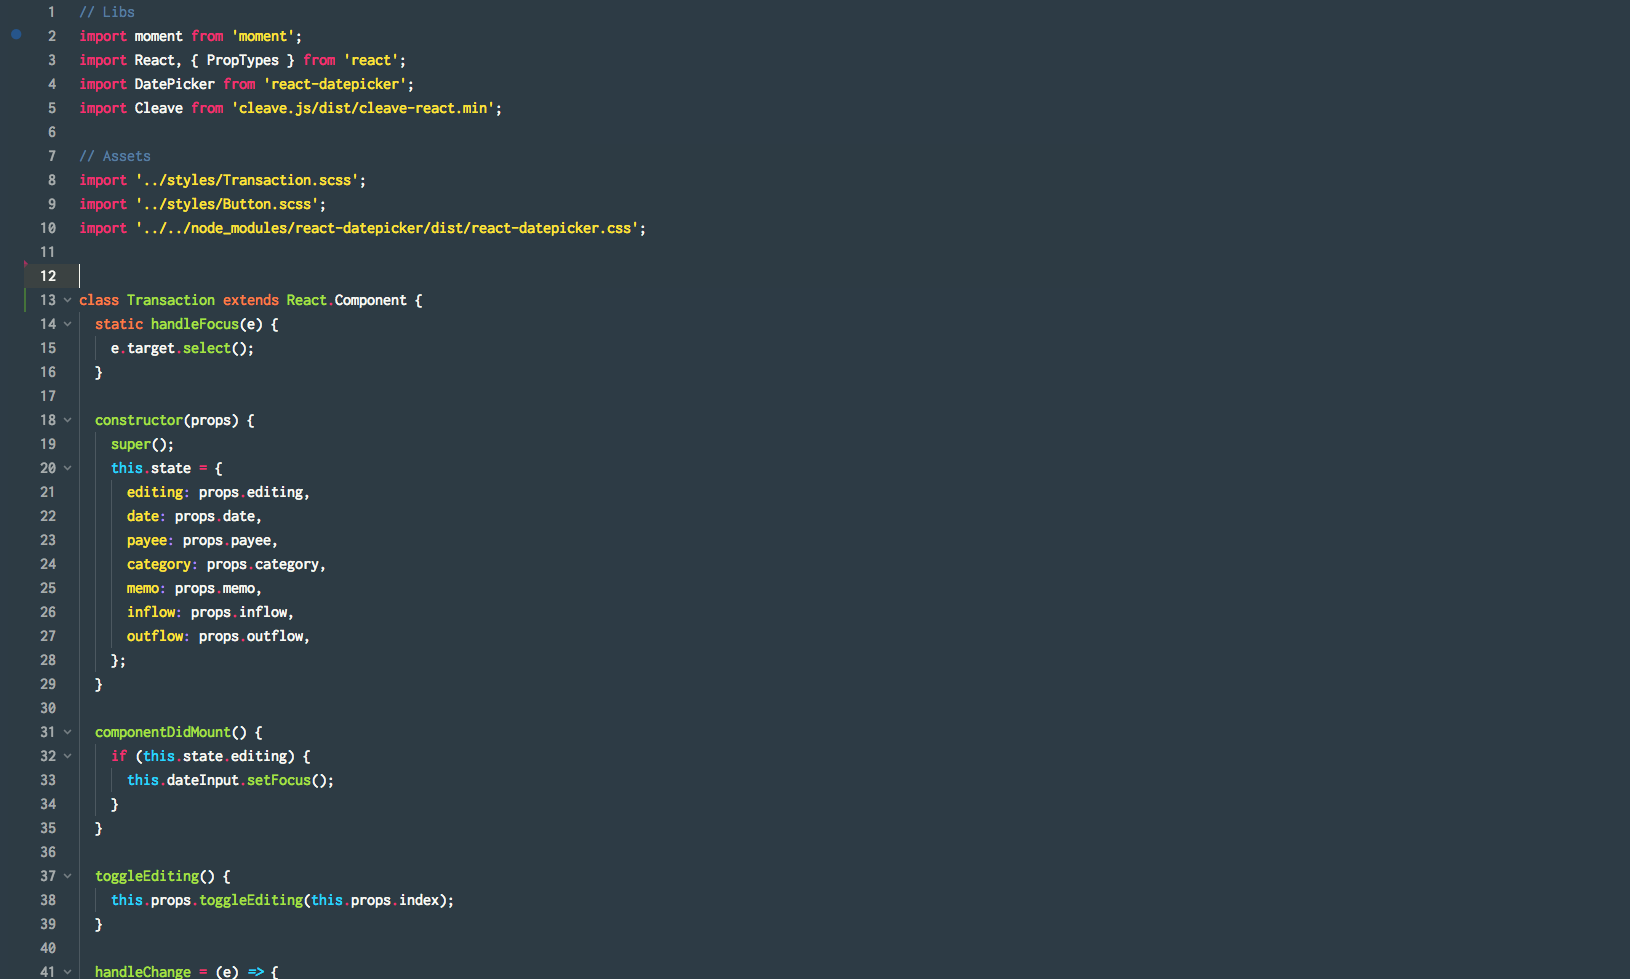 1 // Libs
2 import moment from 'moment';
3 import React, { PropTypes } from 'react';
4 import DatePicker from 'react-datepicker';
5 import Cleave from 'cleave.js/dist/cleave-react.min';
6
7 // Assets
8 import '../styles/Transaction.scss';
9 import '../styles/Button.scss';
10 import '../../node_modules/react-datepicker/dist/react-datepicker.css';
11
12
13 class Transaction extends React.Component {
14   static handleFocus(e) {
15     e.target.select();
16   }
17
18   constructor(props) {
19     super();
20     this.state = {
21       editing: props.editing,
22       date: props.date,
23       payee: props.payee,
24       category: props.category,
25       memo: props.memo,
26       inflow: props.inflow,
27       outflow: props.outflow,
28     };
29   }
30
31   componentDidMount() {
32     if (this.state.editing) {
33       this.dateInput.setFocus();
34     }
35   }
36
37   toggleEditing() {
38     this.props.toggleEditing(this.props.index);
39   }
40
41   handleChange = (e) => {